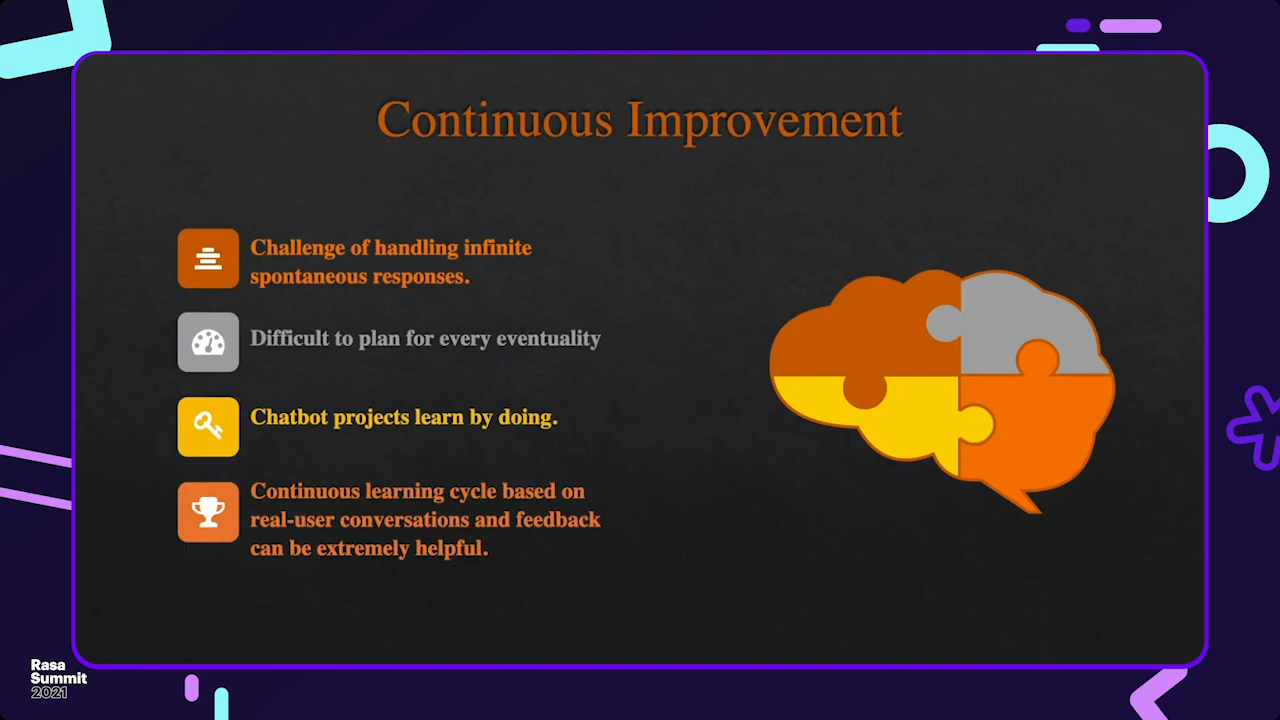 Continuous Improvement
Challenge of handling infinite
spontaneous responses.
Difficult to plan for every eventuality
Chatbot projects learn by doing.
Continuous learning cycle based on
real-user conversations and feedback
can be extremely helpful.
Rasa
Summit
2021